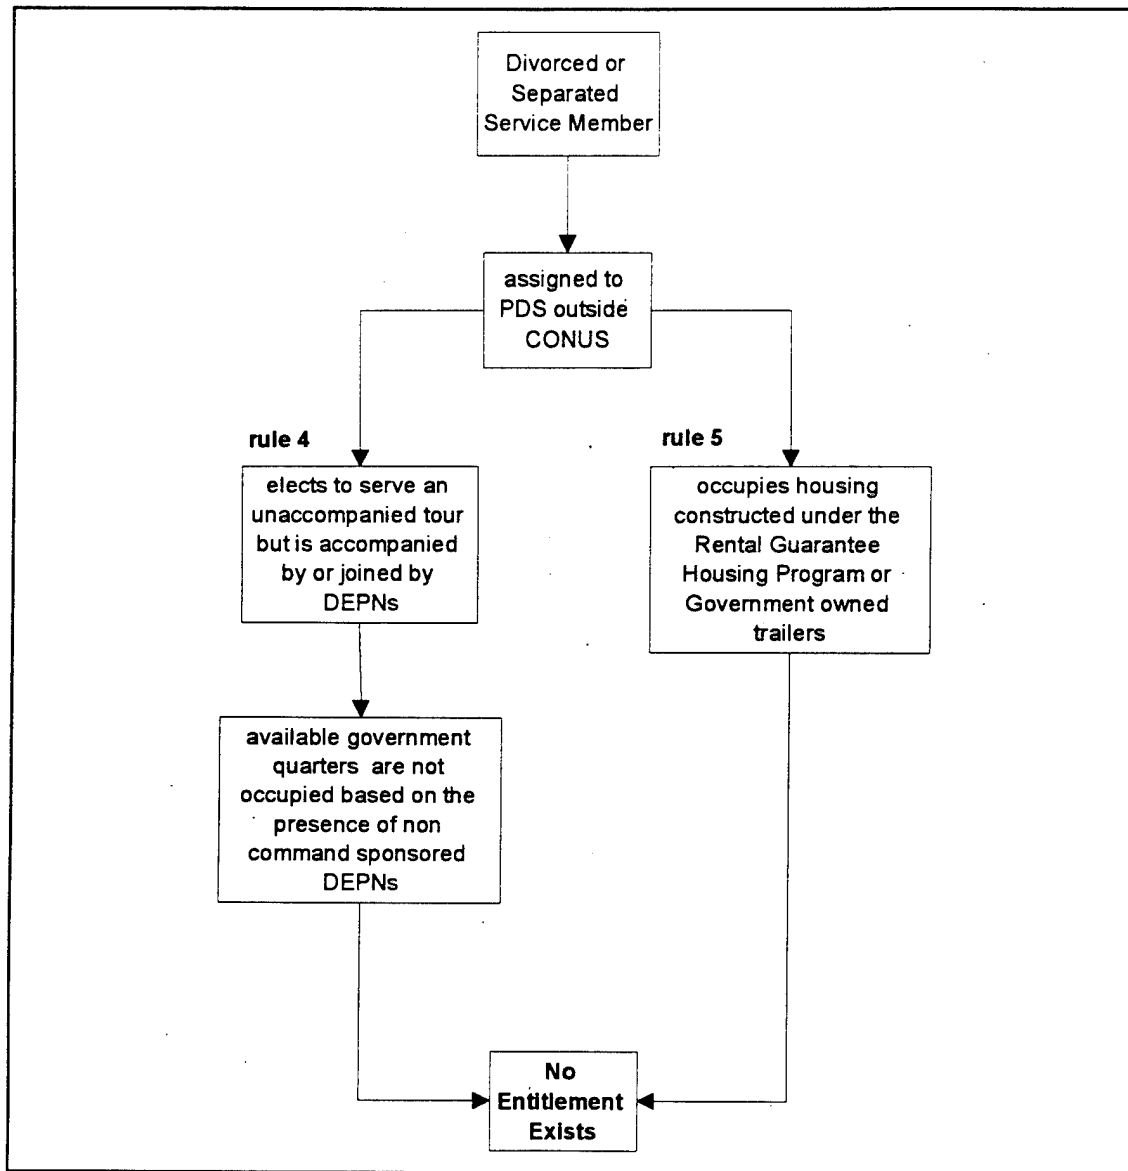 Divorced or
Separated
Service Member
assigned to
PDS outside
CONUS
rule 4
elects to serve an
unaccompanied tour
but is accompanied
by or joined by
DEPNs
available government
quarters are not
occupied based on the
presence of non
command sponsored
DEPNs
rule 5
occupies housing
constructed under the
Rental Guarantee
Housing Program or
Government owned
trailers
No
Entitlement
Exists